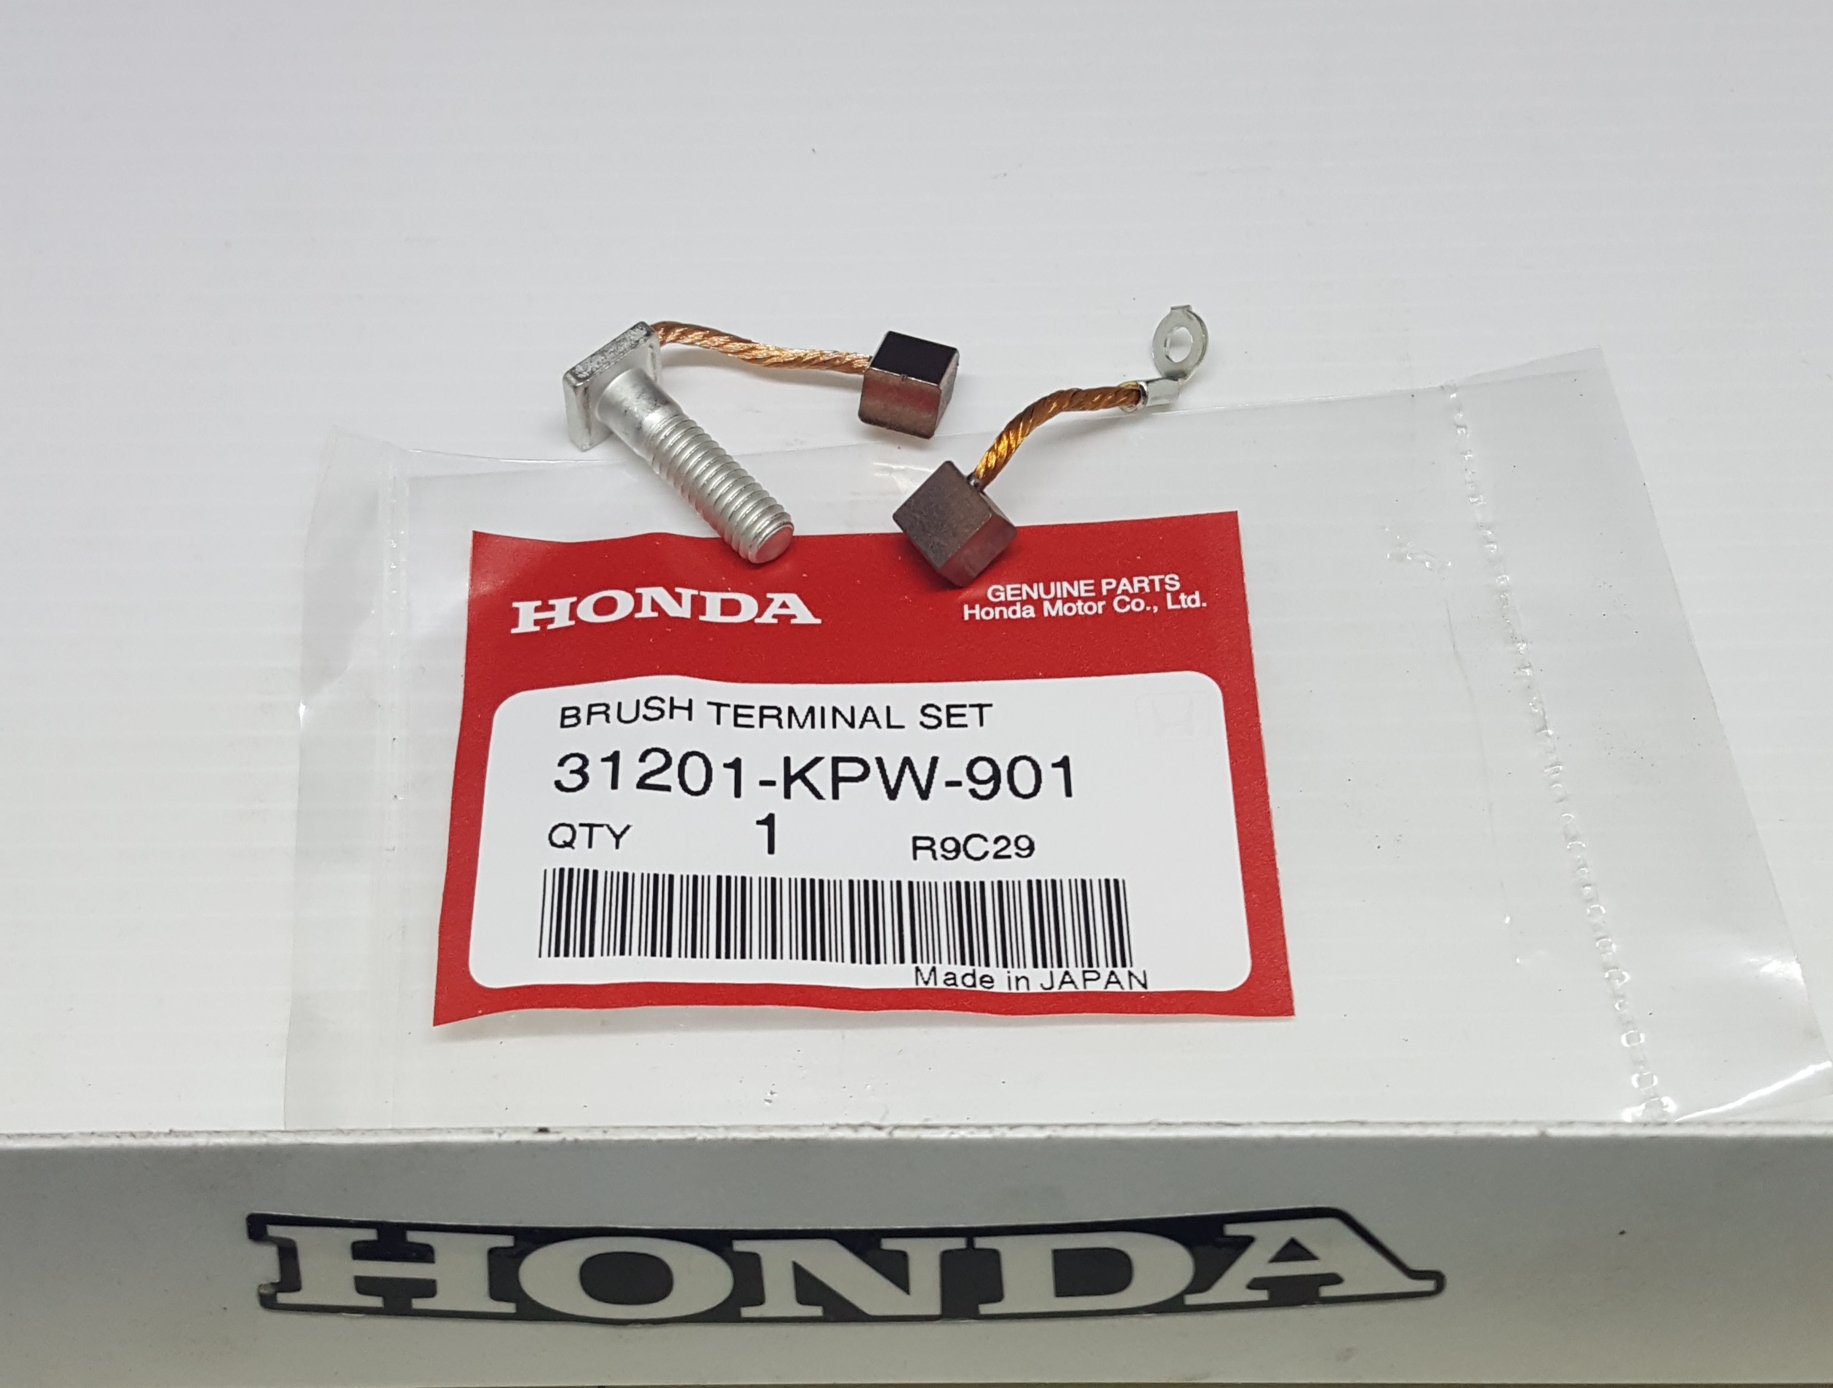 HONDA
GENUINE PARTS
Honda Motor Co., Ltd.
BRUSH TERMINAL SET
31201-KPW-901
QTY 1 R9C29
Made in JAPAN
HONDA